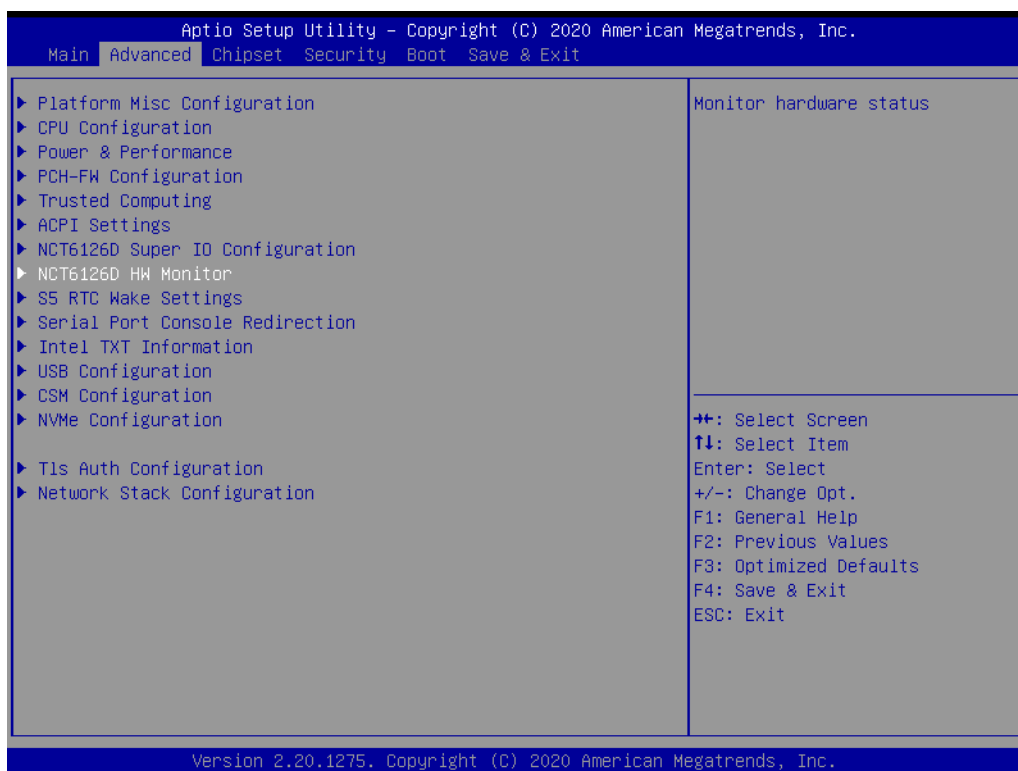 Aptio Setup Utility – Copyright (C) 2020 American Megatrends, Inc.
Main Advanced Chipset Security Boot Save & Exit
Platform Misc Configuration
CPU Configuration
Power & Performance
PCH-FW Configuration
Trusted Computing
ACPI Settings
NCT6126D Super IO Configuration
NCT6126D HW Monitor
S5 RTC Wake Settings
Serial Port Console Redirection
Intel TXT Information
USB Configuration
CSM Configuration
NVMe Configuration
Tls Auth Configuration
Network Stack Configuration
Monitor hardware status
→←: Select Screen
↑↓: Select Item
Enter: Select
+/-: Change Opt.
F1: General Help
F2: Previous Values
F3: Optimized Defaults
F4: Save & Exit
ESC: Exit
Version 2.20.1275. Copyright (C) 2020 American Megatrends, Inc.